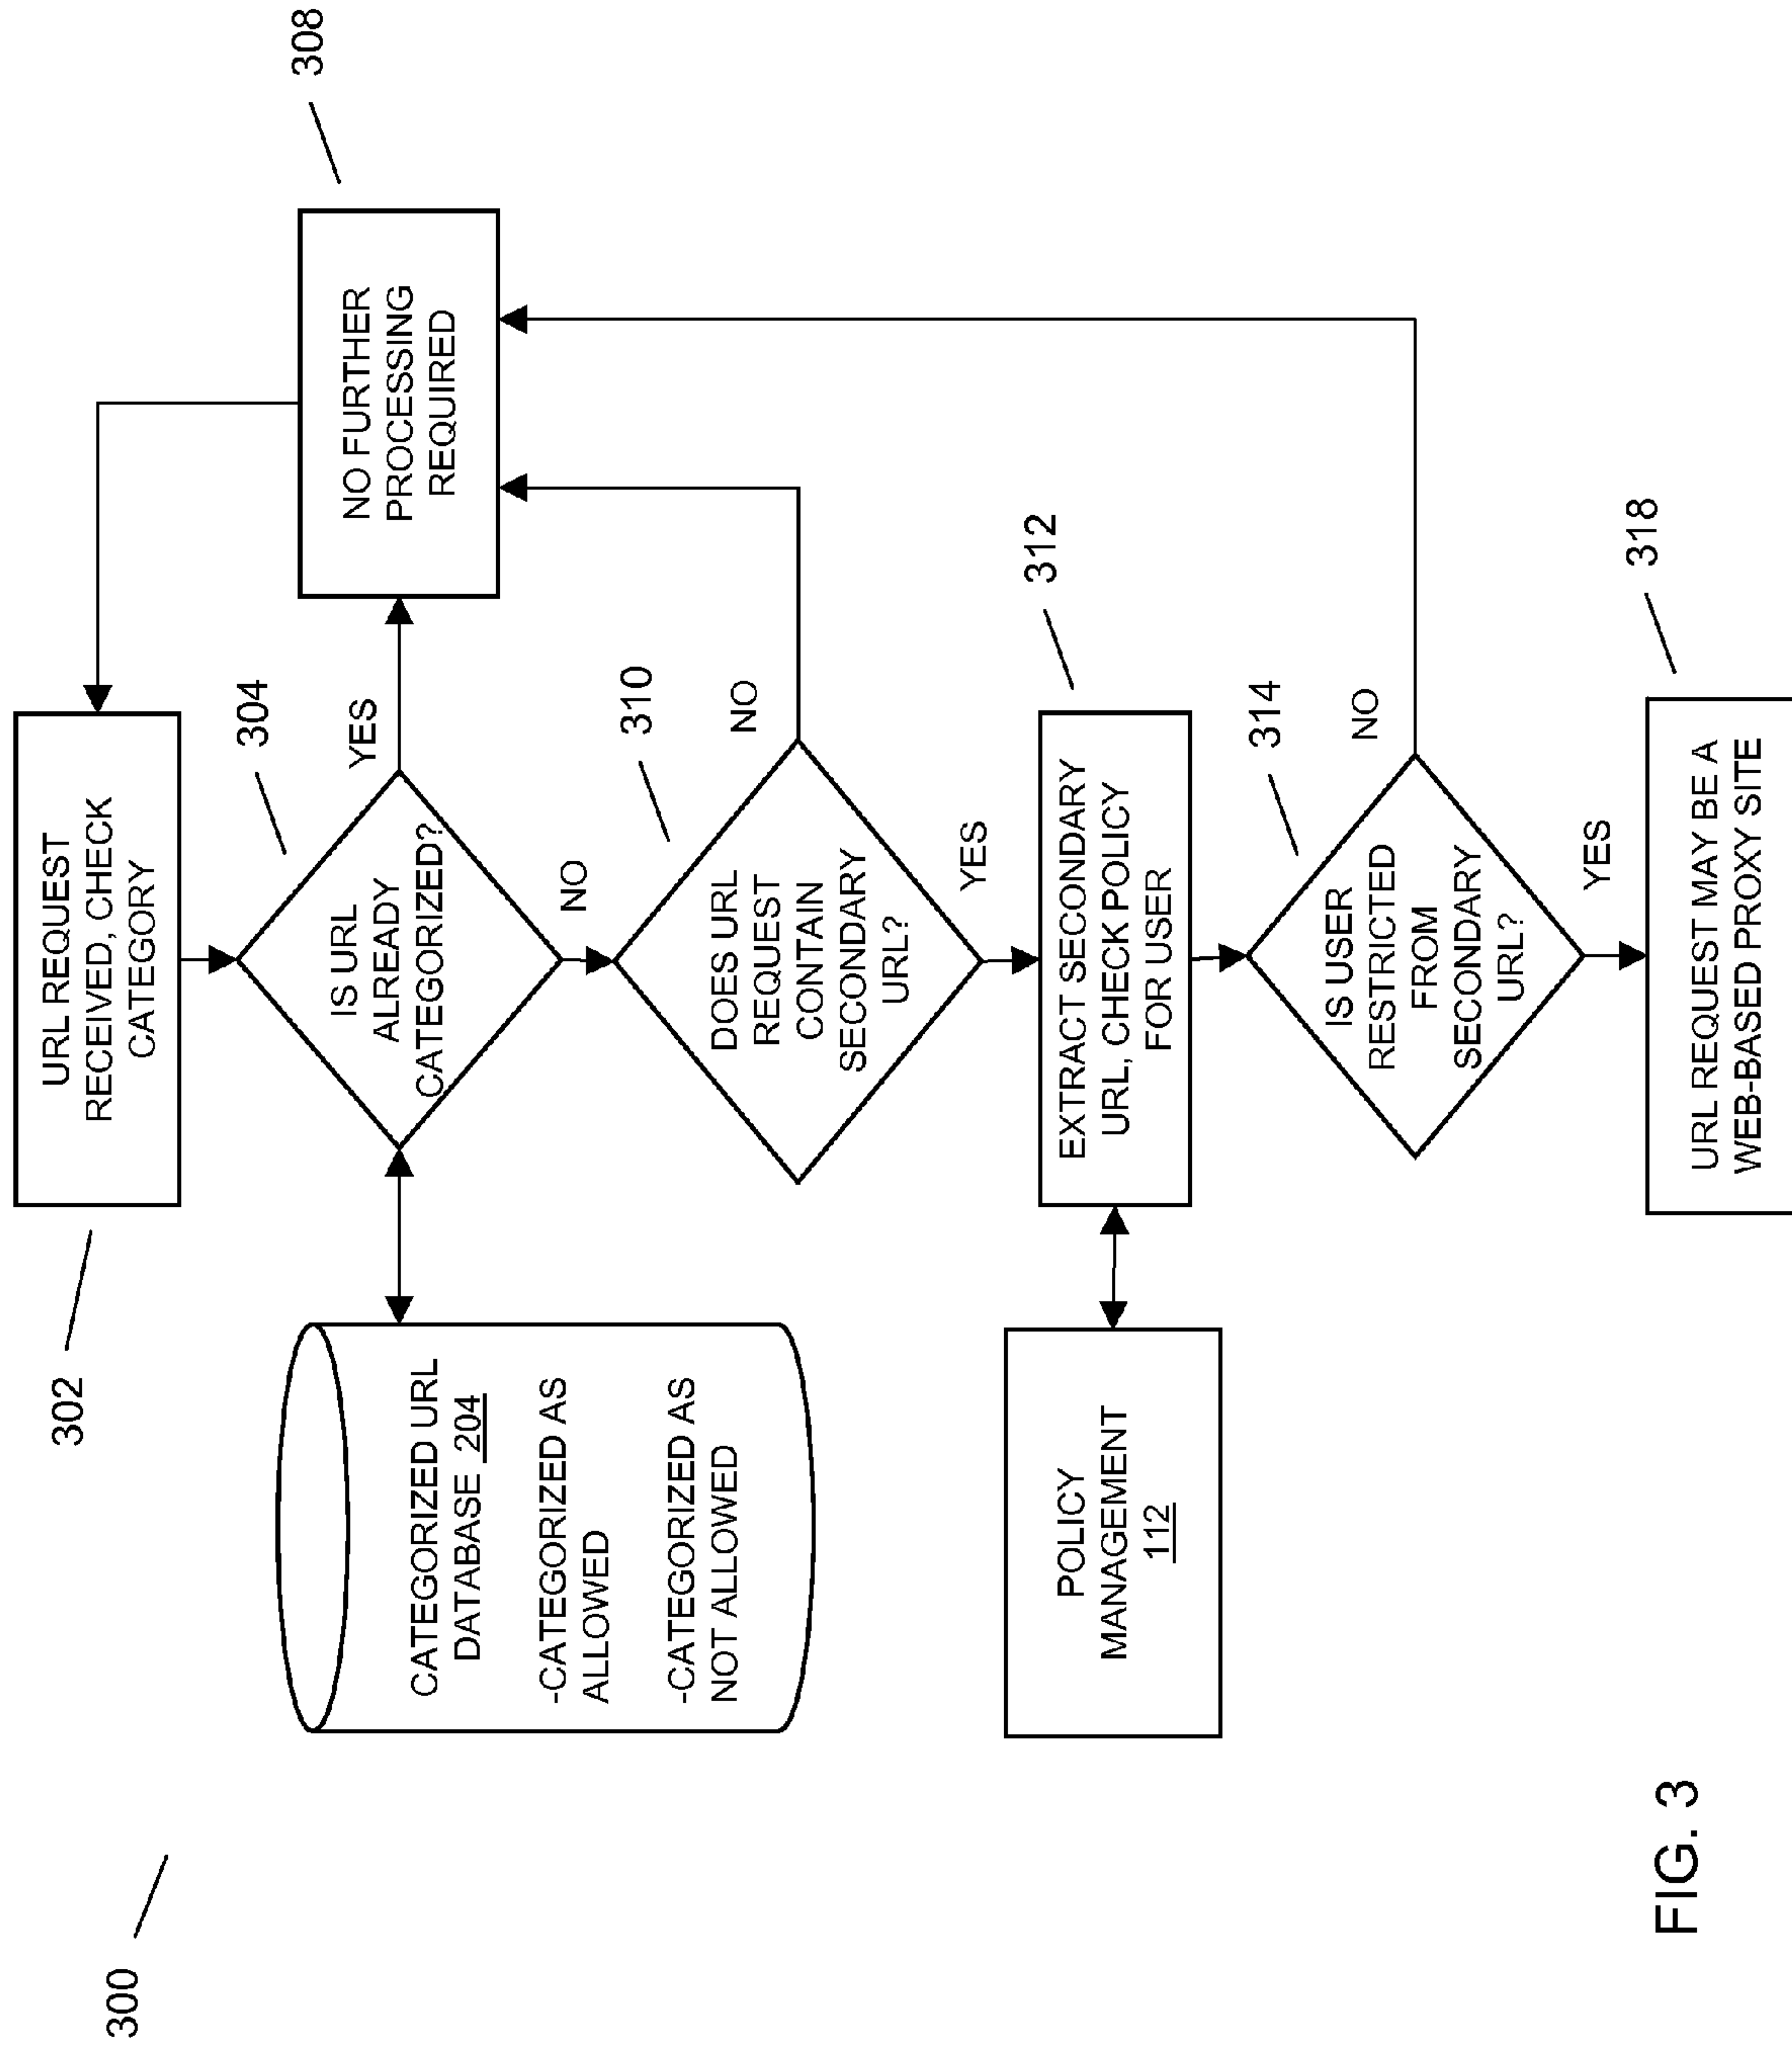 300
302
URL REQUEST
RECEIVED, CHECK
CATEGORY
304
IS URL
ALREADY
CATEGORIZED?
YES
NO
308
NO FURTHER
PROCESSING
REQUIRED
CATEGORIZED URL
DATABASE 204
-CATEGORIZED AS
ALLOWED
-CATEGORIZED AS
NOT ALLOWED
310
DOES URL
REQUEST
CONTAIN
SECONDARY
URL?
NO
YES
312
EXTRACT SECONDARY
URL, CHECK POLICY
FOR USER
POLICY
MANAGEMENT
112
314
IS USER
RESTRICTED
FROM
SECONDARY
URL?
NO
YES
318
URL REQUEST MAY BE A
WEB-BASED PROXY SITE
FIG. 3